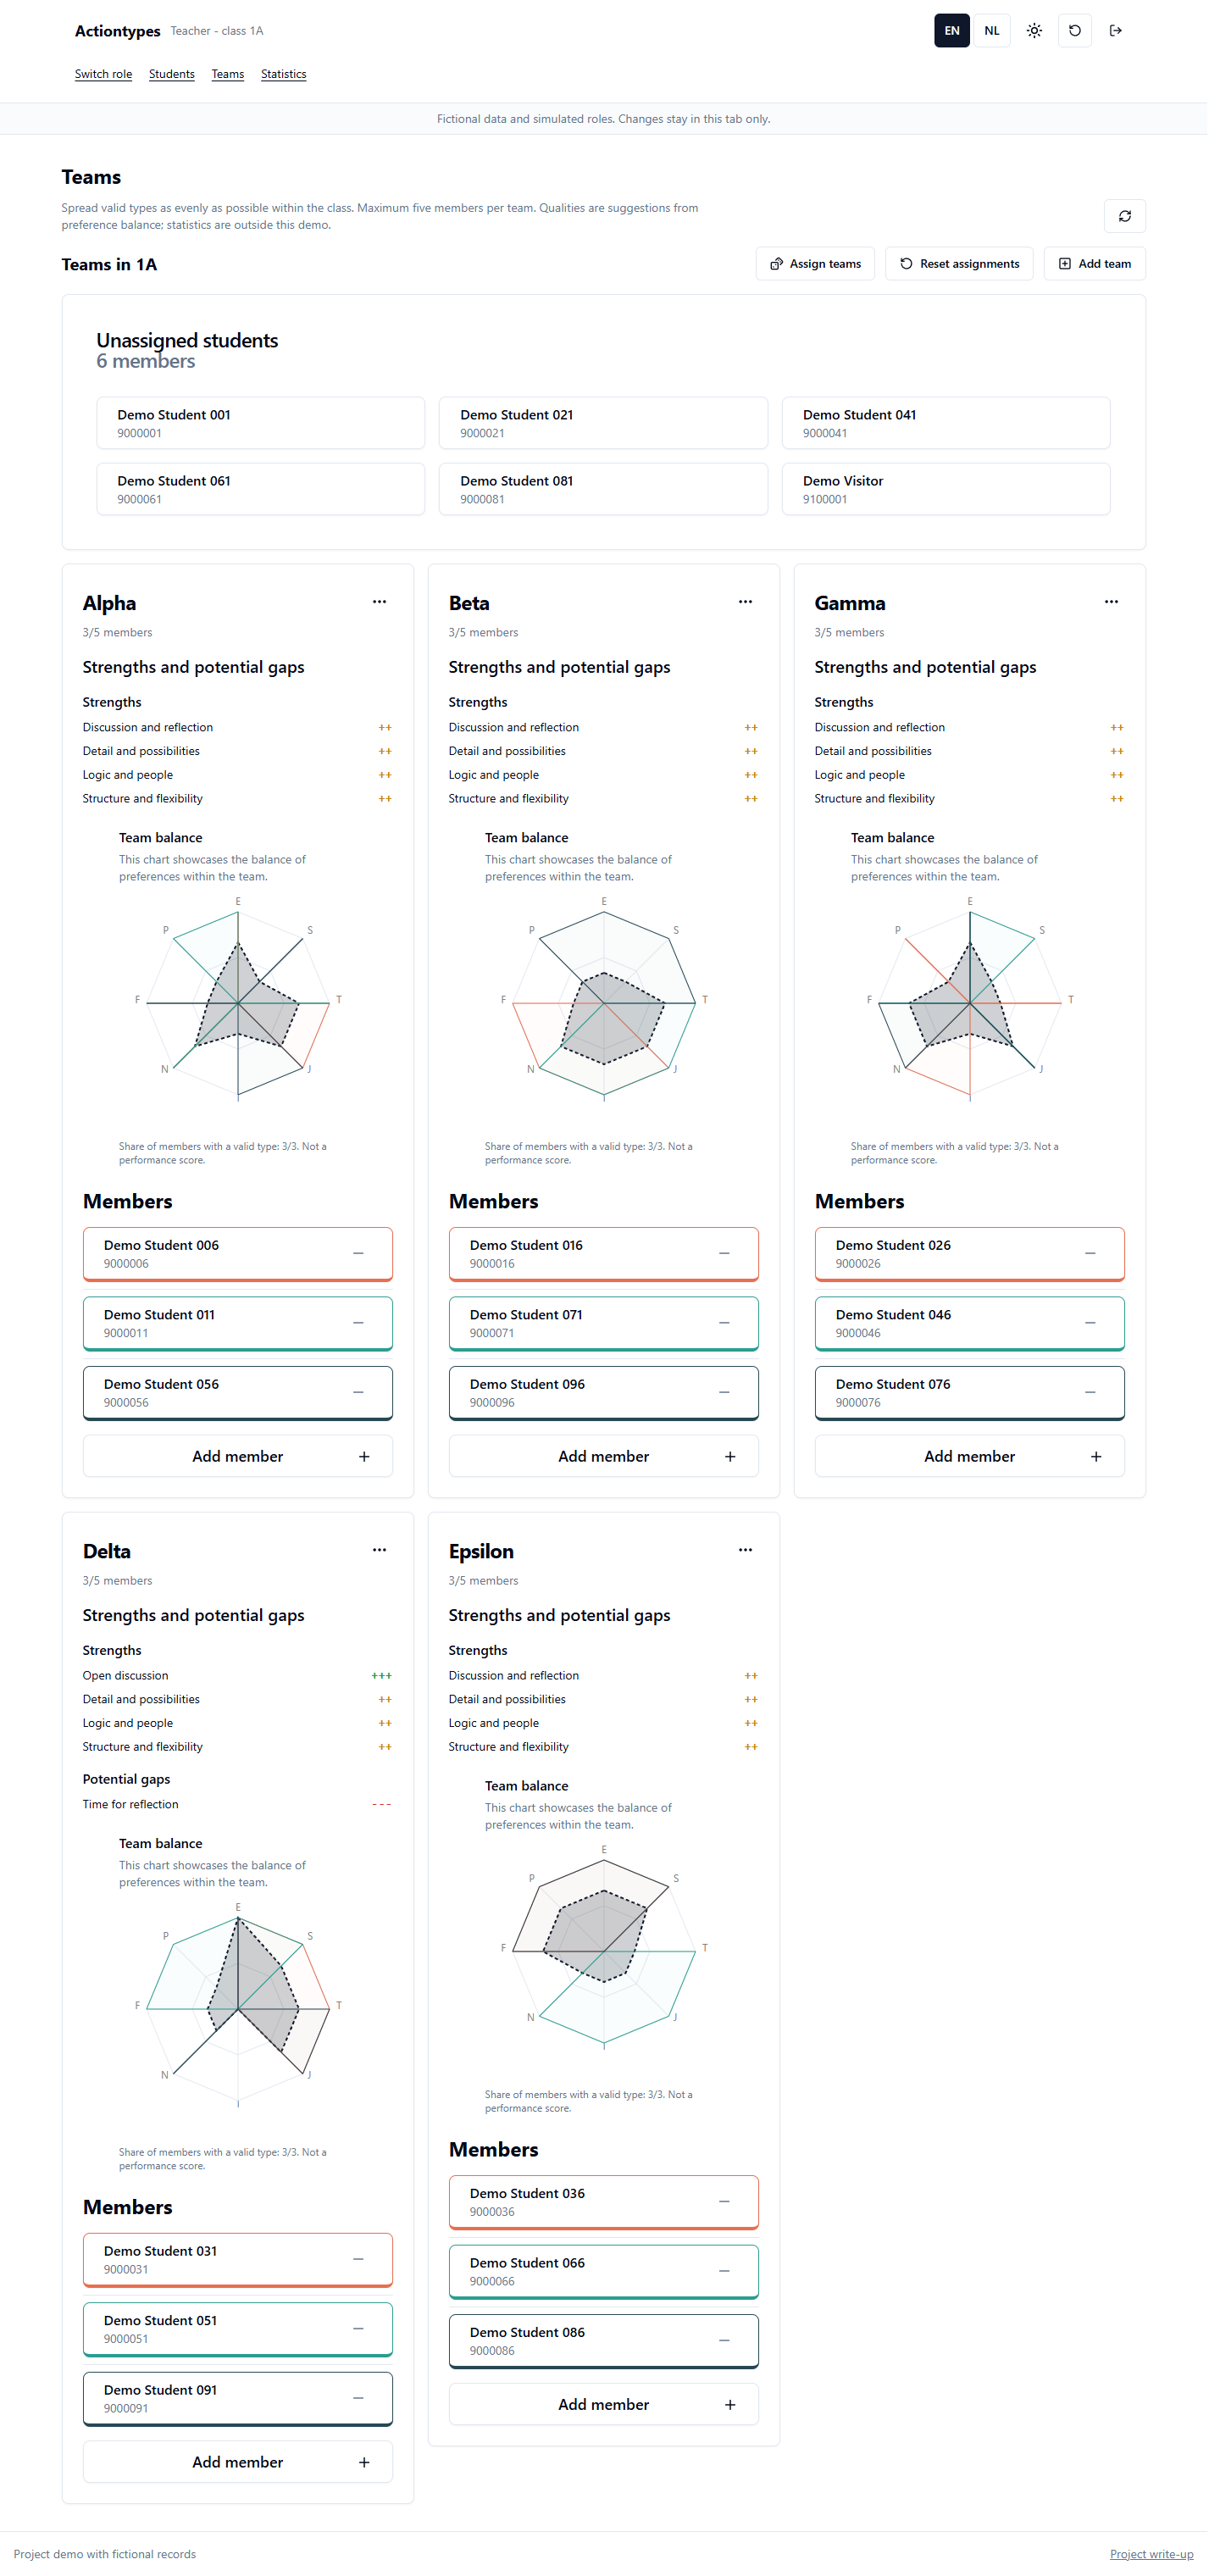 Actiontypes Teacher - class 1A
EN NL
Switch role Students Teams Statistics
Fictional data and simulated roles. Changes stay in this tab only.
Teams
Spread valid types as evenly as possible within the class. Maximum five members per team. Qualities are suggestions from
preference balance; statistics are outside this demo.
Teams in 1A
Assign teams
Reset assignments
Add team
Unassigned students
6 members
Demo Student 001
9000001
Demo Student 021
9000021
Demo Student 041
9000041
Demo Student 061
9000061
Demo Student 081
9000081
Demo Visitor
9100001
Alpha
3/5 members
Strengths and potential gaps
Strengths
Discussion and reflection ++
Detail and possibilities ++
Logic and people ++
Structure and flexibility ++
Team balance
This chart showcases the balance of
preferences within the team.
E
S
T
J
I
N
F
P
Share of members with a valid type: 3/3. Not a
performance score.
Members
Demo Student 006
9000006
Demo Student 011
9000011
Demo Student 056
9000056
Add member
Beta
3/5 members
Strengths and potential gaps
Strengths
Discussion and reflection ++
Detail and possibilities ++
Logic and people ++
Structure and flexibility ++
Team balance
This chart showcases the balance of
preferences within the team.
E
S
T
J
I
N
F
P
Share of members with a valid type: 3/3. Not a
performance score.
Members
Demo Student 016
9000016
Demo Student 071
9000071
Demo Student 096
9000096
Add member
Gamma
3/5 members
Strengths and potential gaps
Strengths
Discussion and reflection ++
Detail and possibilities ++
Logic and people ++
Structure and flexibility ++
Team balance
This chart showcases the balance of
preferences within the team.
E
S
T
J
I
N
F
P
Share of members with a valid type: 3/3. Not a
performance score.
Members
Demo Student 026
9000026
Demo Student 046
9000046
Demo Student 076
9000076
Add member
Delta
3/5 members
Strengths and potential gaps
Strengths
Open discussion +++
Detail and possibilities ++
Logic and people ++
Structure and flexibility ++
Potential gaps
Time for reflection ---
Team balance
This chart showcases the balance of
preferences within the team.
E
S
T
J
I
N
F
P
Share of members with a valid type: 3/3. Not a
performance score.
Members
Demo Student 031
9000031
Demo Student 051
9000051
Demo Student 091
9000091
Add member
Epsilon
3/5 members
Strengths and potential gaps
Strengths
Discussion and reflection ++
Detail and possibilities ++
Logic and people ++
Structure and flexibility ++
Team balance
This chart showcases the balance of
preferences within the team.
E
S
T
J
I
N
F
P
Share of members with a valid type: 3/3. Not a
performance score.
Members
Demo Student 036
9000036
Demo Student 066
9000066
Demo Student 086
9000086
Add member
Project demo with fictional records
Project write-up